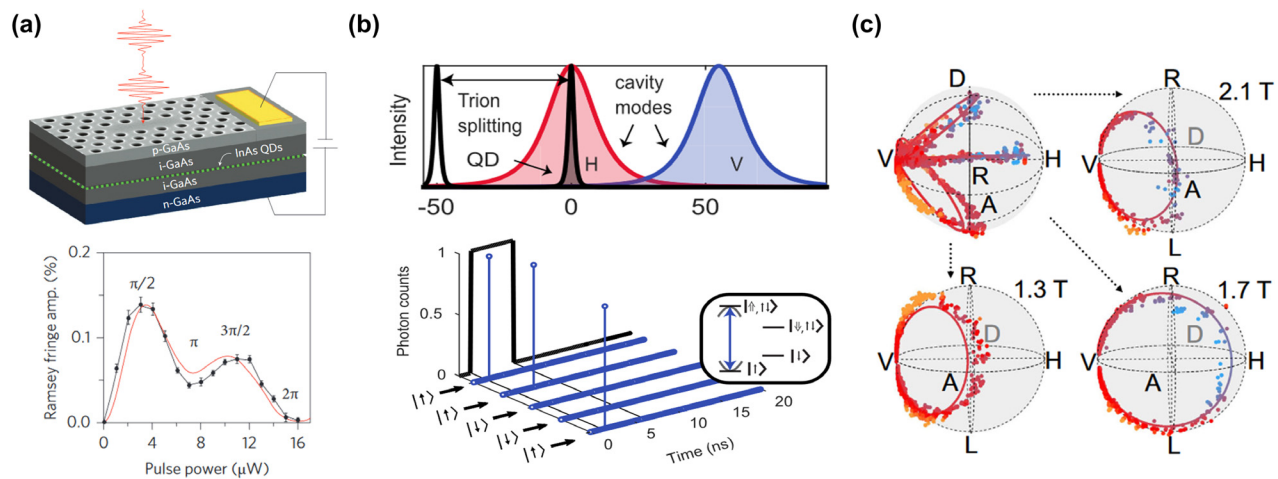 (a)
p-GaAs
i-GaAs
InAs QDs
i-GaAs
n-GaAs
Ramsey fringe amp. (%)
0.2
0.1
0.0
π/2
π
3π/2
2π
0 4 8 12 16
Pulse power (μW)
(b)
Intensity
Trion
splitting
QD
H
cavity
modes
V
-50 0 50
Photon counts
1
0.5
0
|↑⟩
|↑⟩
|↓⟩
|↓⟩
|↑⟩
0 5 10 15 20
Time (ns)
|⇑,↑↓⟩
|⇓,↑↓⟩
|↓⟩
|↑⟩
(c)
D
V
H
R
A
R
2.1 T
D
V
H
A
L
R
1.3 T
D
V
H
A
L
R
1.7 T
D
V
H
A
L